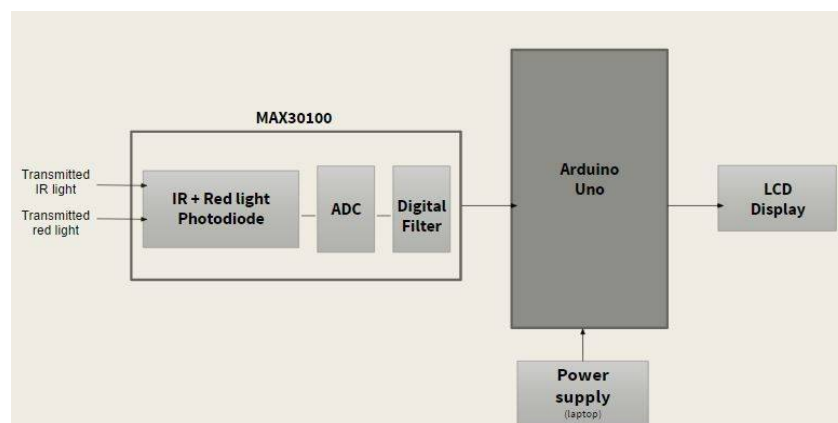 MAX30100
Transmitted
IR light
Transmitted
red light
IR + Red light
Photodiode
ADC
Digital
Filter
Arduino
Uno
LCD
Display
Power
supply
(laptop)